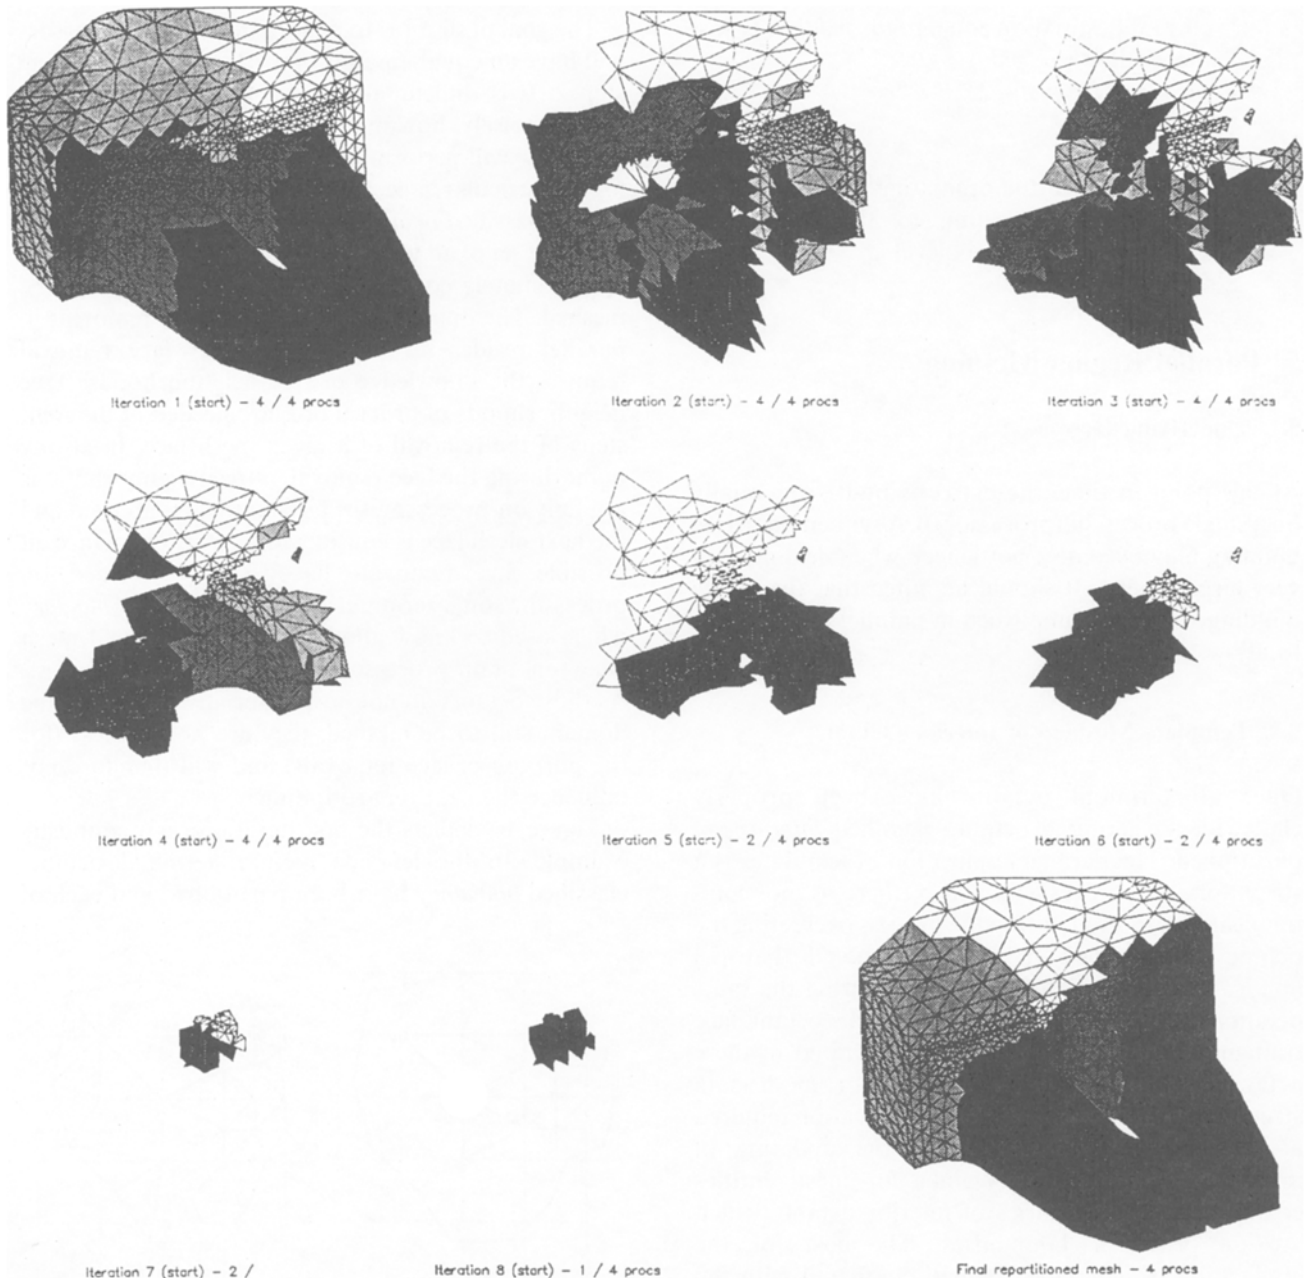 Iteration 1 (start) – 4 / 4 procs
Iteration 2 (start) – 4 / 4 procs
Iteration 3 (start) – 4 / 4 procs
Iteration 4 (start) – 4 / 4 procs
Iteration 5 (start) – 2 / 4 procs
Iteration 6 (start) – 2 / 4 procs
Iteration 7 (start) – 2 /
Iteration 8 (start) – 1 / 4 procs
Final repartitioned mesh – 4 procs